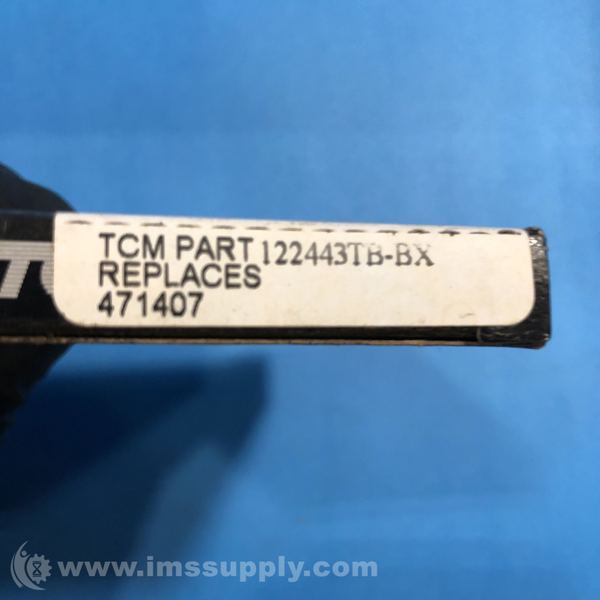 TCM PART 122443TB-BX
REPLACES
471407
www.imssupply.com